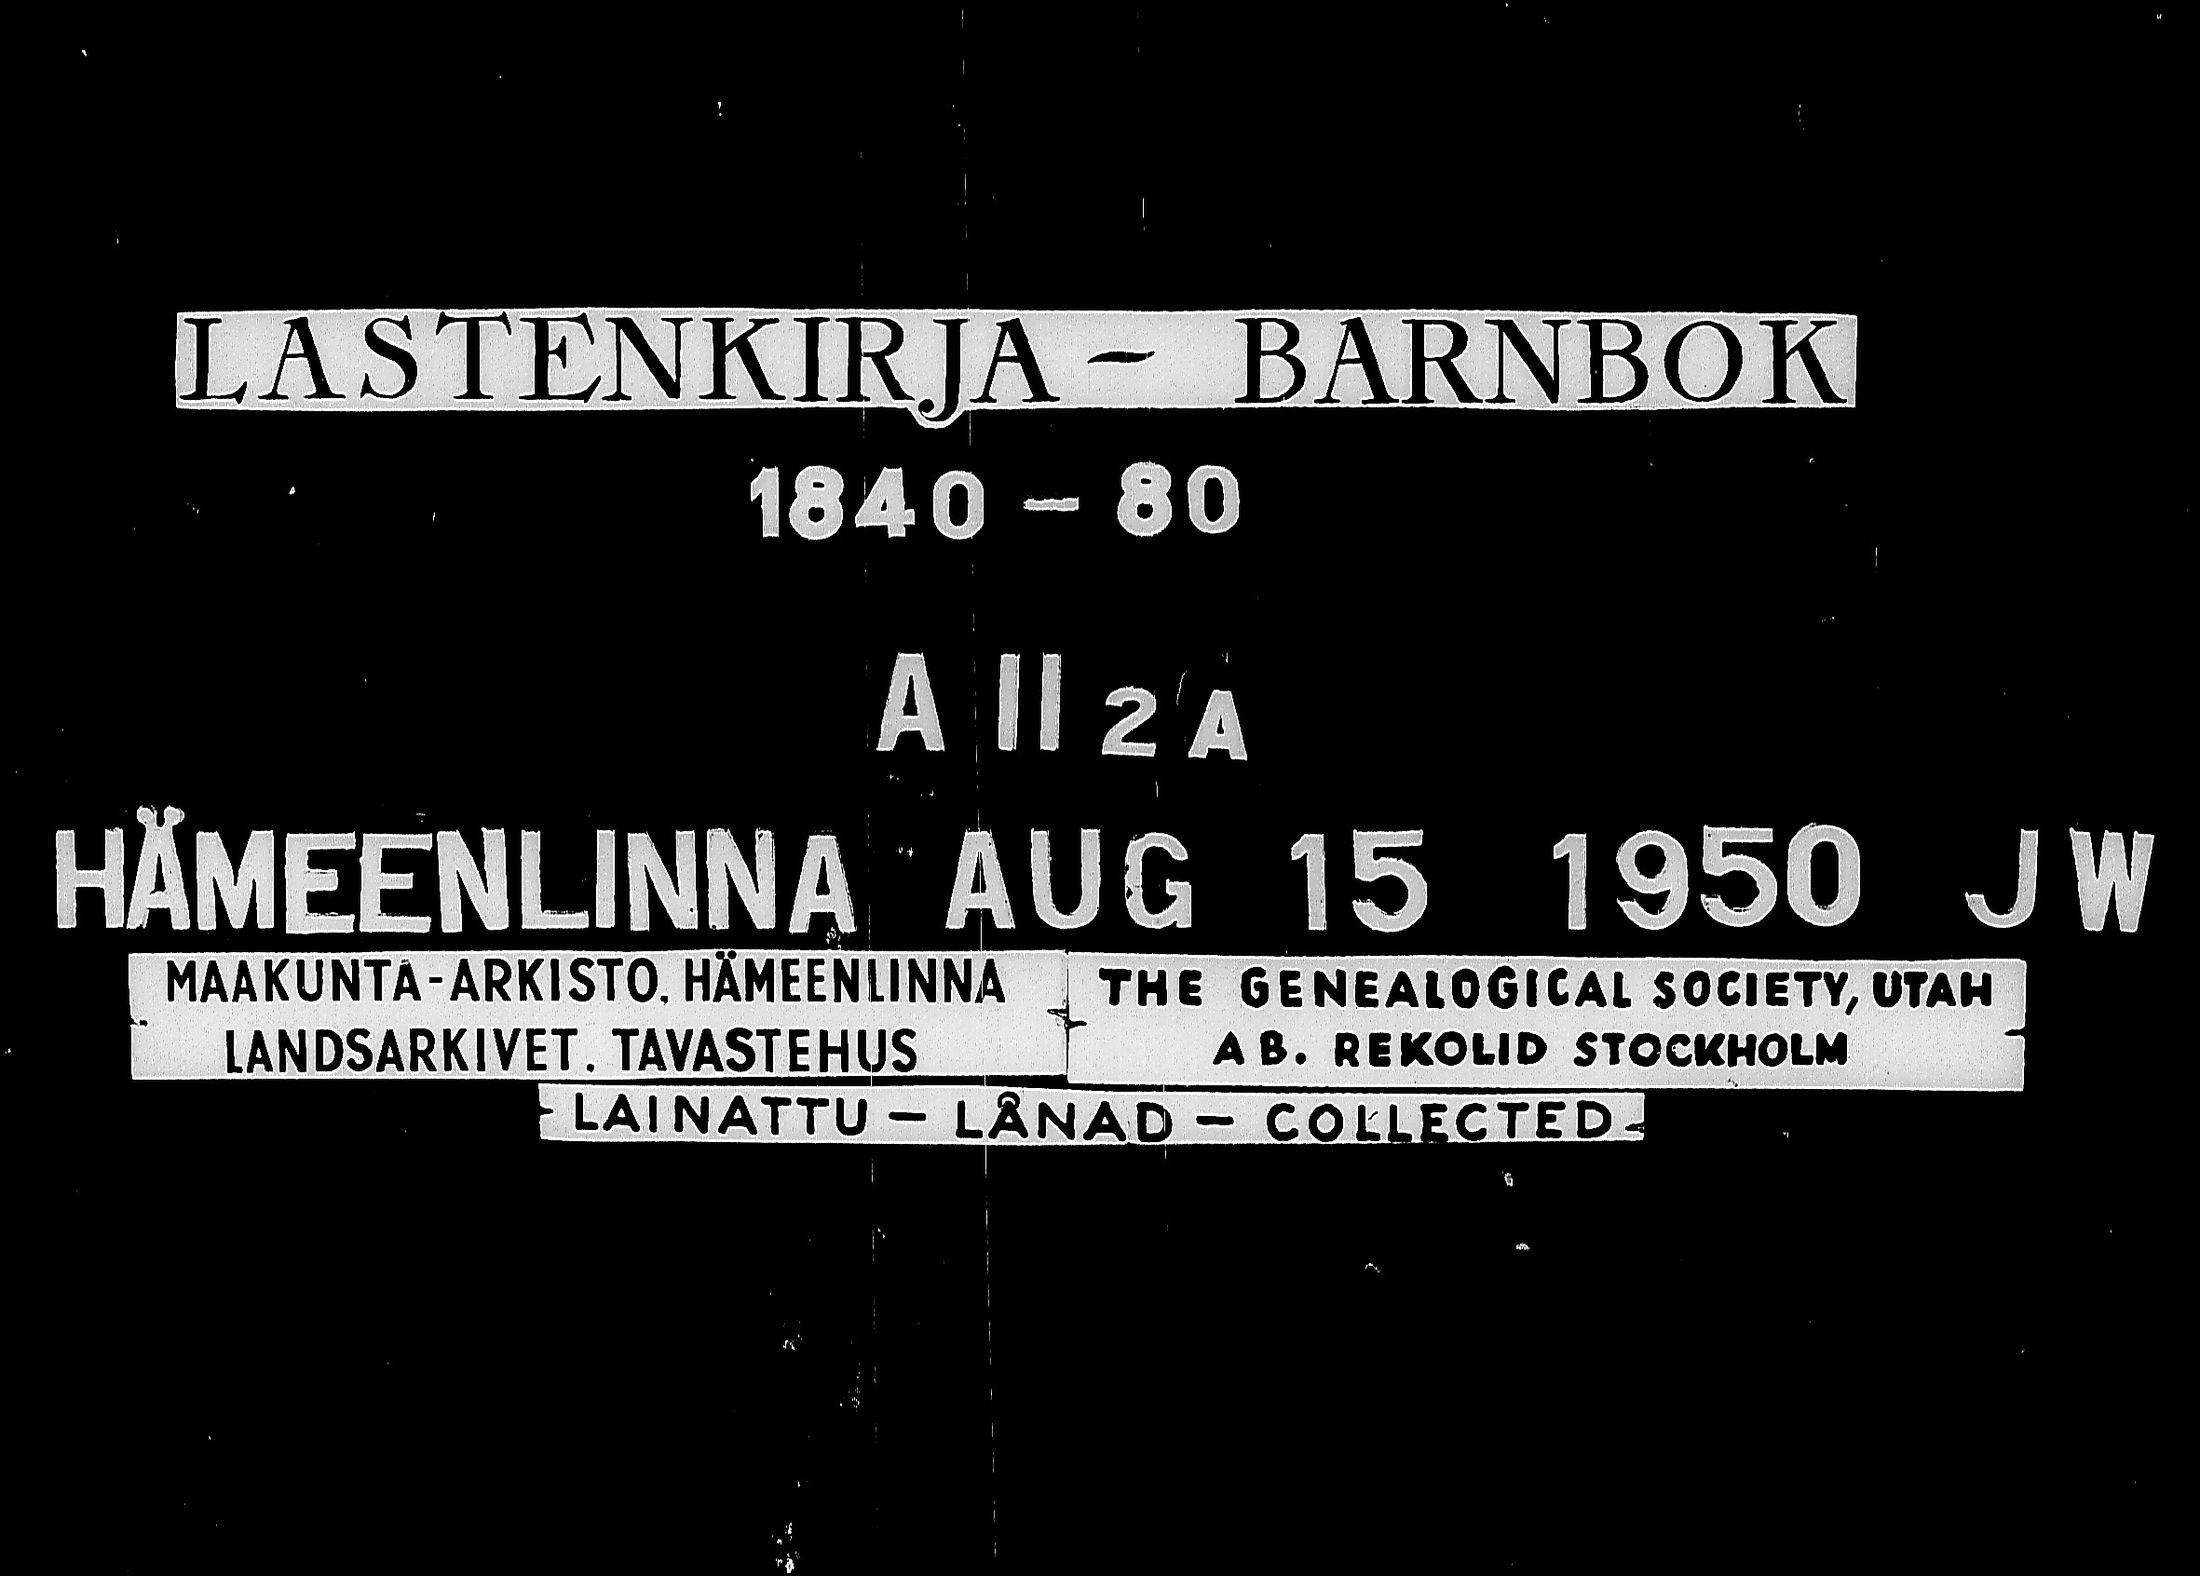 LASTENKIRJA - BARNBOK
1840 - 80
A II 2 A
HÄMEENLINNA AUG 15 1950 J W
MAAKUNTA-ARKISTO. HÄMEENLINNA
LANDSARKIVET. TAVASTEHUS
THE GENEALOGICAL SOCIETY, UTAH
AB. REKOLID STOCKHOLM
LAINATTU - LÅNAD - COLLECTED